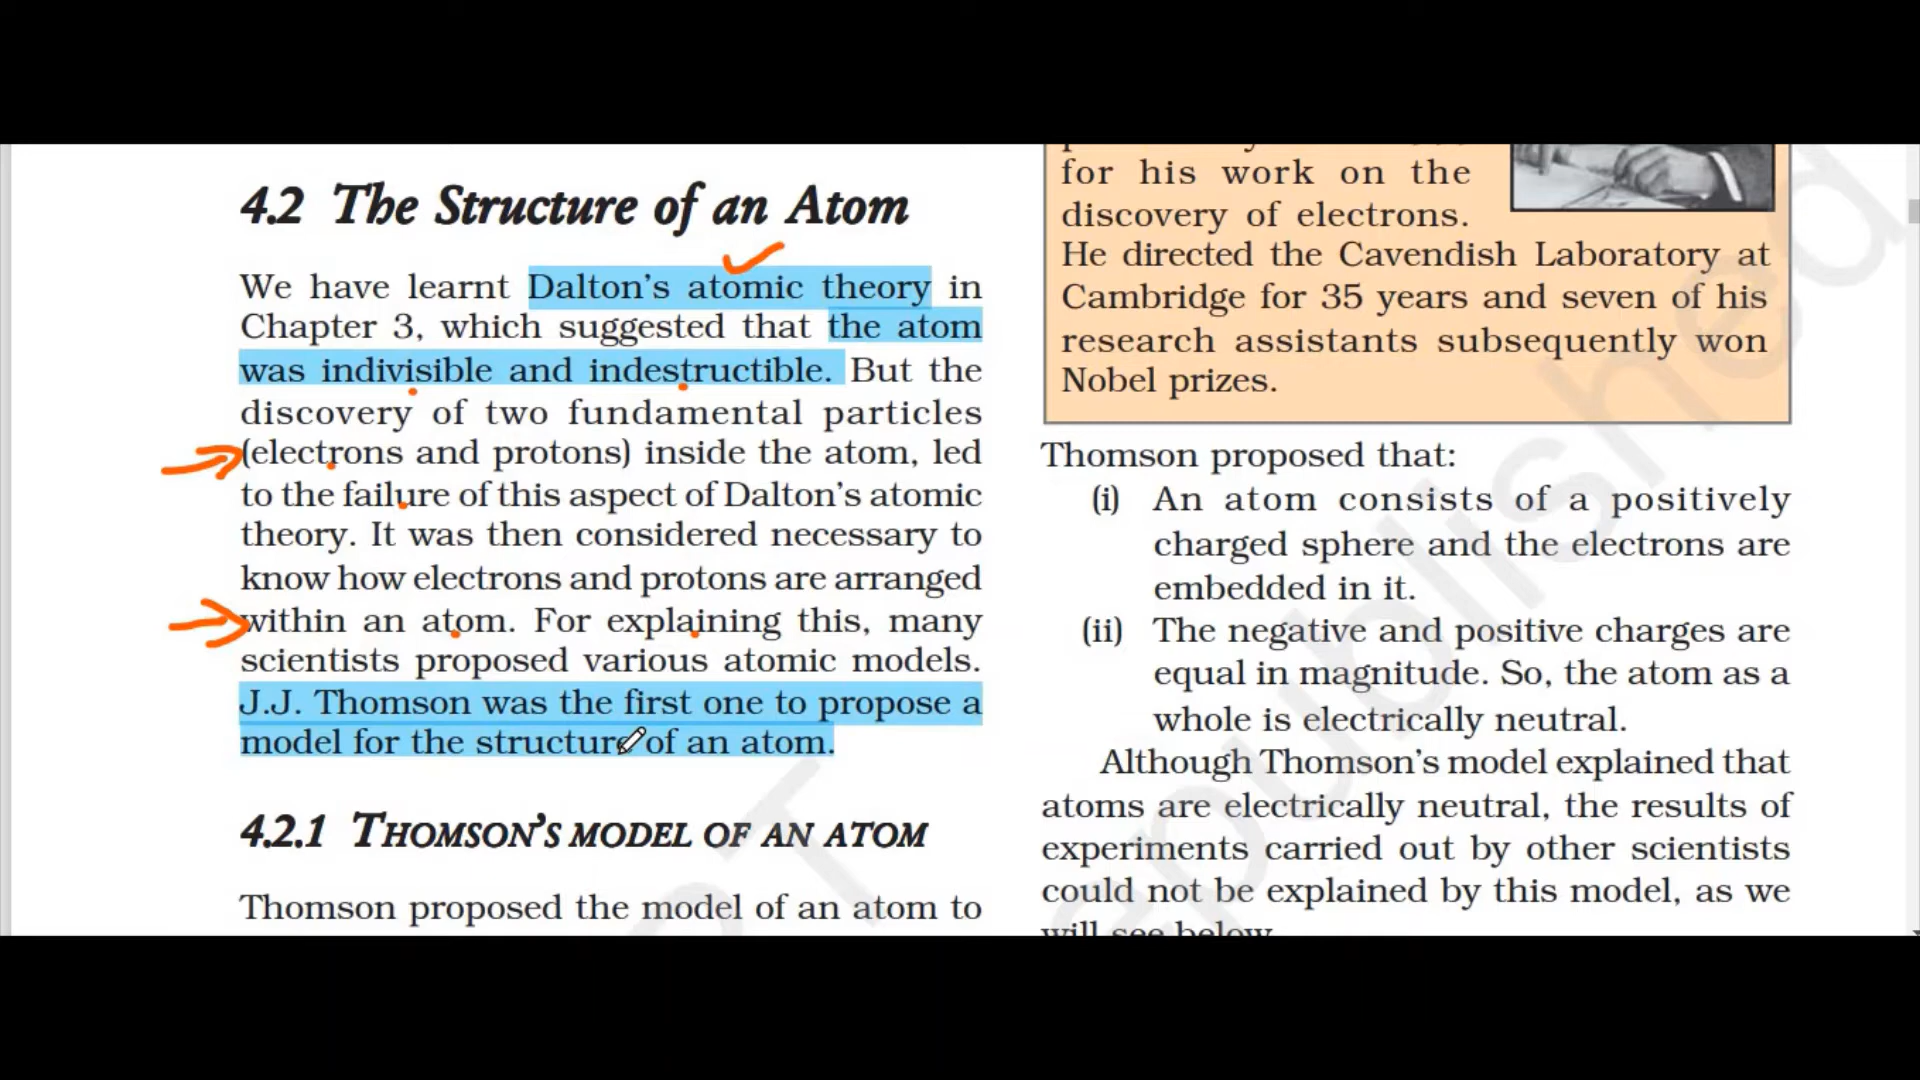 4.2 The Structure of an Atom
We have learnt Dalton's atomic theory in
Chapter 3, which suggested that the atom
was indivisible and indestructible. But the
discovery of two fundamental particles
(electrons and protons) inside the atom, led
to the failure of this aspect of Dalton's atomic
theory. It was then considered necessary to
know how electrons and protons are arranged
within an atom. For explaining this, many
scientists proposed various atomic models.
J.J. Thomson was the first one to propose a
model for the structure of an atom.
4.2.1 THOMSON'S MODEL OF AN ATOM
Thomson proposed the model of an atom to
for his work on the
discovery of electrons.
He directed the Cavendish Laboratory at
Cambridge for 35 years and seven of his
research assistants subsequently won
Nobel prizes.
Thomson proposed that:
(i) An atom consists of a positively
charged sphere and the electrons are
embedded in it.
(ii) The negative and positive charges are
equal in magnitude. So, the atom as a
whole is electrically neutral.
Although Thomson's model explained that
atoms are electrically neutral, the results of
experiments carried out by other scientists
could not be explained by this model, as we
will see below